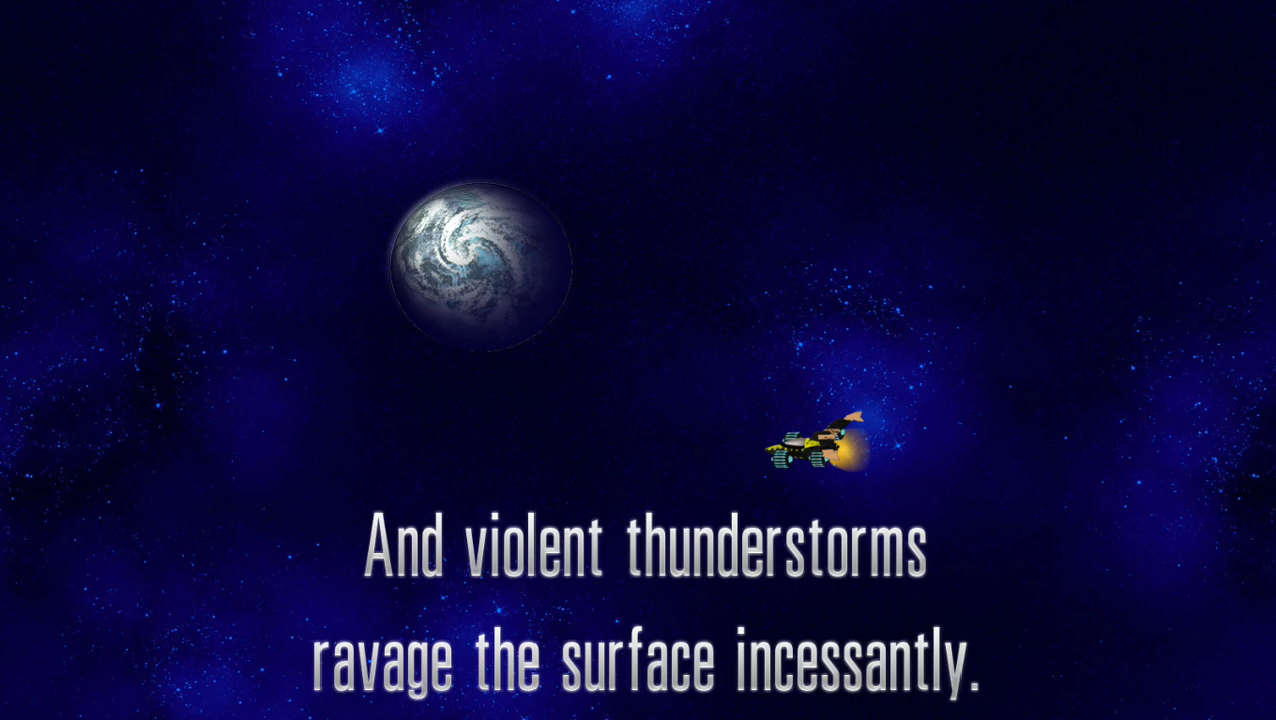 And violent thunderstorms
ravage the surface incessantly.